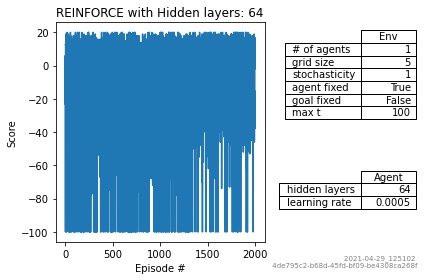 REINFORCE with Hidden layers: 64
20
0
−20
−40
−60
−80
−100
Score
0
500
1000
1500
2000
Episode #
Env
# of agents 1
grid size 5
stochasticity 1
agent fixed True
goal fixed False
max t 100
Agent
hidden layers 64
learning rate 0.0005
2021-04-29_125102
4de795c2-b68d-45fd-bf09-be4308ca268f